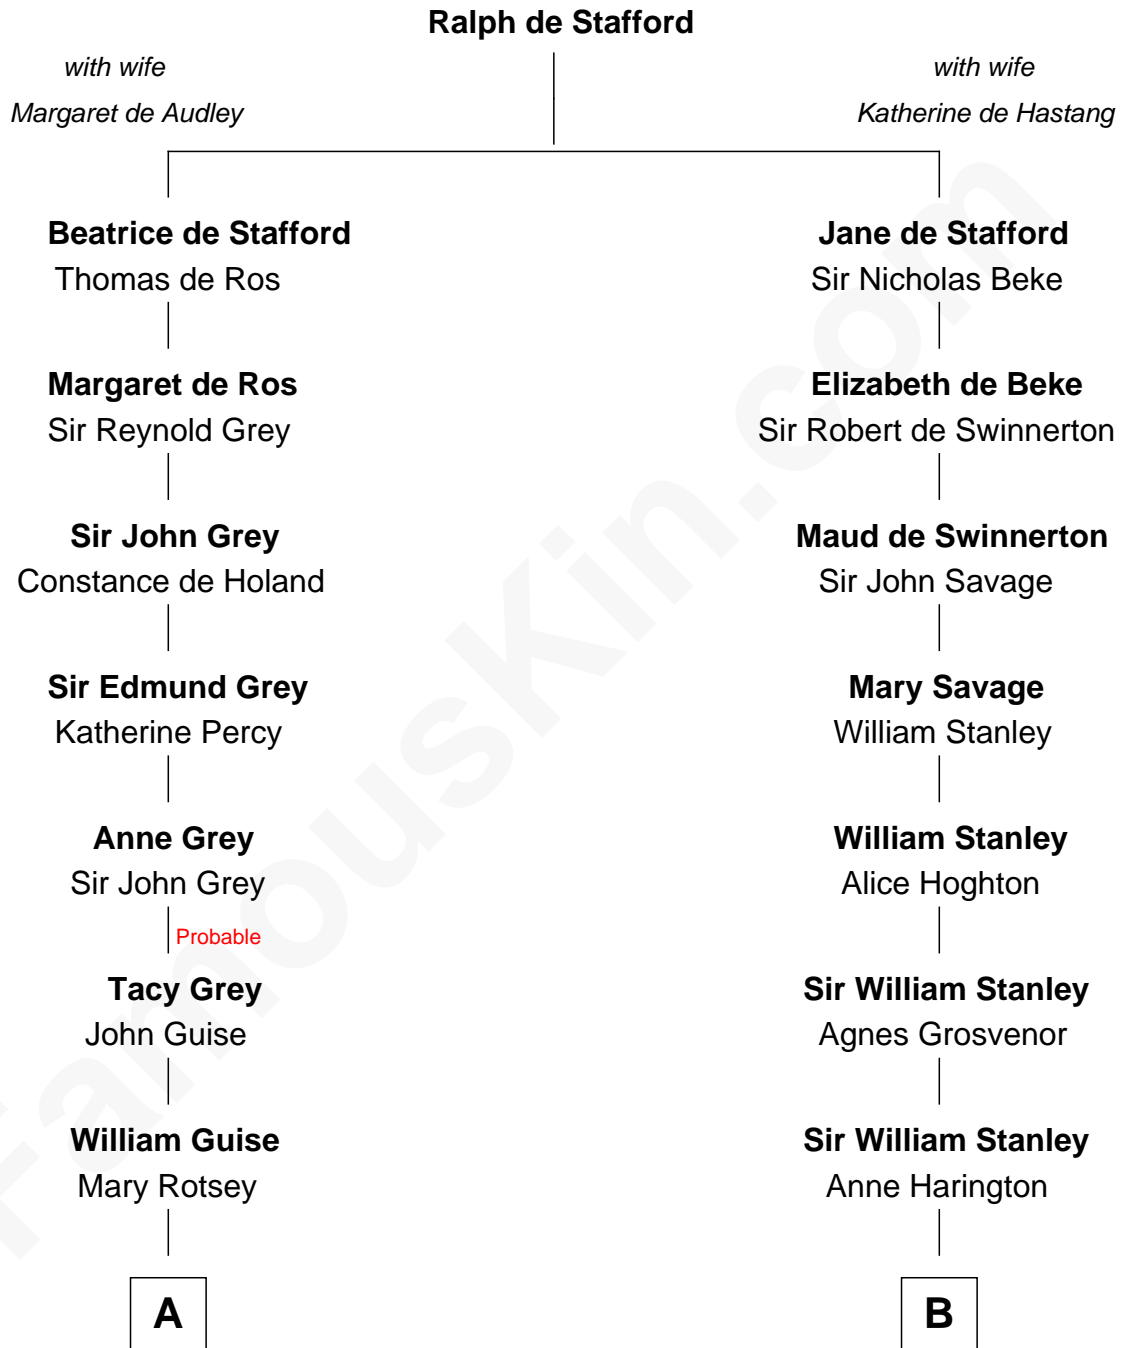 Ralph de Stafford
with wife
Margaret de Audley
with wife
Katherine de Hastang
Beatrice de Stafford
Thomas de Ros
Jane de Stafford
Sir Nicholas Beke
Margaret de Ros
Sir Reynold Grey
Elizabeth de Beke
Sir Robert de Swinnerton
Sir John Grey
Constance de Holand
Maud de Swinnerton
Sir John Savage
Sir Edmund Grey
Katherine Percy
Mary Savage
William Stanley
Anne Grey
Sir John Grey
William Stanley
Alice Hoghton
Probable
Tacy Grey
John Guise
Sir William Stanley
Agnes Grosvenor
William Guise
Mary Rotsey
Sir William Stanley
Anne Harington
A
B
FamousKin.com